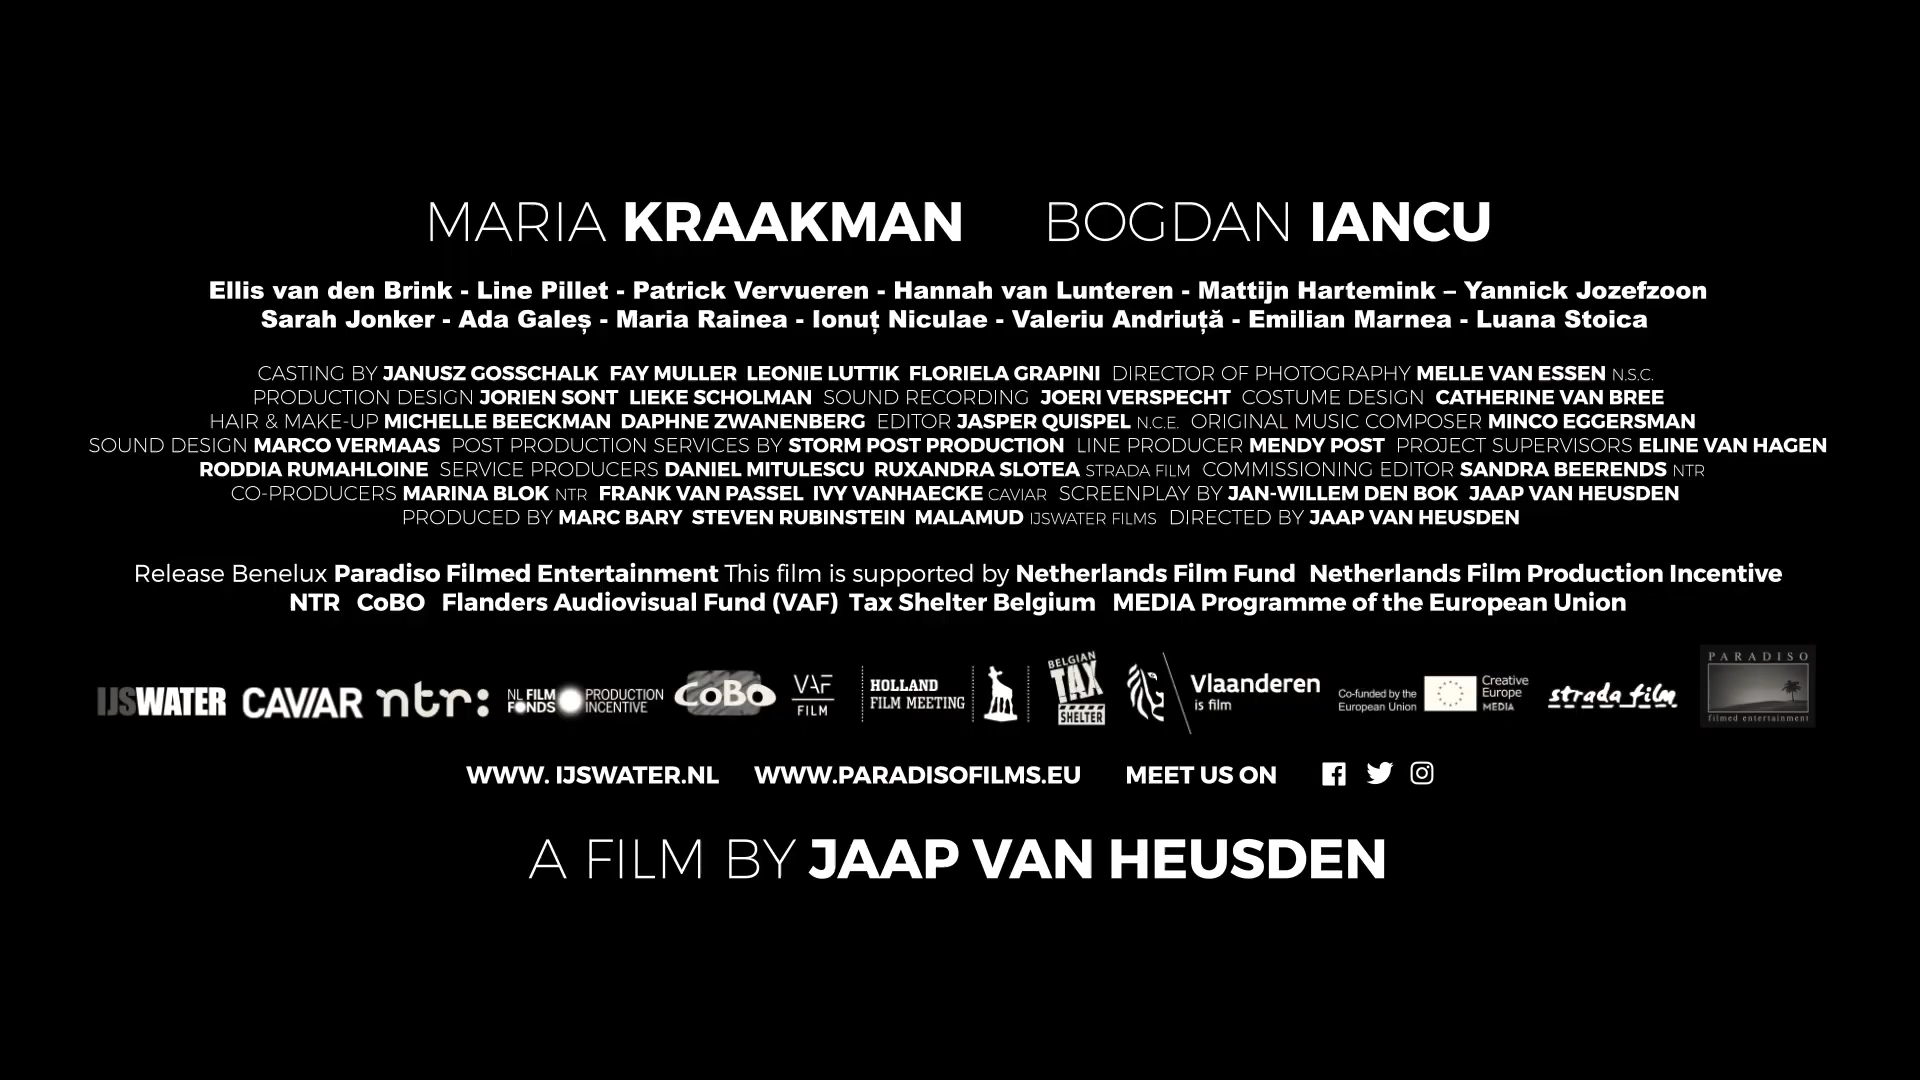 MARIA KRAAKMAN BOGDAN IANCU
Ellis van den Brink - Line Pillet - Patrick Vervueren - Hannah van Lunteren - Mattijn Hartemink – Yannick Jozefzoon
Sarah Jonker - Ada Galeș - Maria Rainea - Ionuț Niculae - Valeriu Andriuță - Emilian Marnea - Luana Stoica
CASTING BY JANUSZ GOSSCHALK FAY MULLER LEONIE LUTTIK FLORIELA GRAPINI DIRECTOR OF PHOTOGRAPHY MELLE VAN ESSEN N.S.C.
PRODUCTION DESIGN JORIEN SONT LIEKE SCHOLMAN SOUND RECORDING JOERI VERSPECHT COSTUME DESIGN CATHERINE VAN BREE
HAIR & MAKE-UP MICHELLE BEECKMAN DAPHNE ZWANENBERG EDITOR JASPER QUISPEL N.C.E. ORIGINAL MUSIC COMPOSER MINCO EGGERSMAN
SOUND DESIGN MARCO VERMAAS POST PRODUCTION SERVICES BY STORM POST PRODUCTION LINE PRODUCER MENDY POST PROJECT SUPERVISORS ELINE VAN HAGEN
RODDIA RUMAHLOINE SERVICE PRODUCERS DANIEL MITULESCU RUXANDRA SLOTEA STRADA FILM COMMISSIONING EDITOR SANDRA BEERENDS NTR
CO-PRODUCERS MARINA BLOK NTR FRANK VAN PASSEL IVY VANHAECKE CAVIAR SCREENPLAY BY JAN-WILLEM DEN BOK JAAP VAN HEUSDEN
PRODUCED BY MARC BARY STEVEN RUBINSTEIN MALAMUD IJSWATER FILMS DIRECTED BY JAAP VAN HEUSDEN
Release Benelux Paradiso Filmed Entertainment This film is supported by Netherlands Film Fund Netherlands Film Production Incentive
NTR CoBO Flanders Audiovisual Fund (VAF) Tax Shelter Belgium MEDIA Programme of the European Union
IJSWATER CAVIAR ntr: NL FILM FONDS PRODUCTION INCENTIVE CoBO VAF FILM HOLLAND FILM MEETING BELGIAN TAX SHELTER Vlaanderen is film Co-funded by the European Union Creative Europe MEDIA strada film PARADISO filmed entertainment
WWW. IJSWATER.NL WWW.PARADISOFILMS.EU MEET US ON
A FILM BY JAAP VAN HEUSDEN